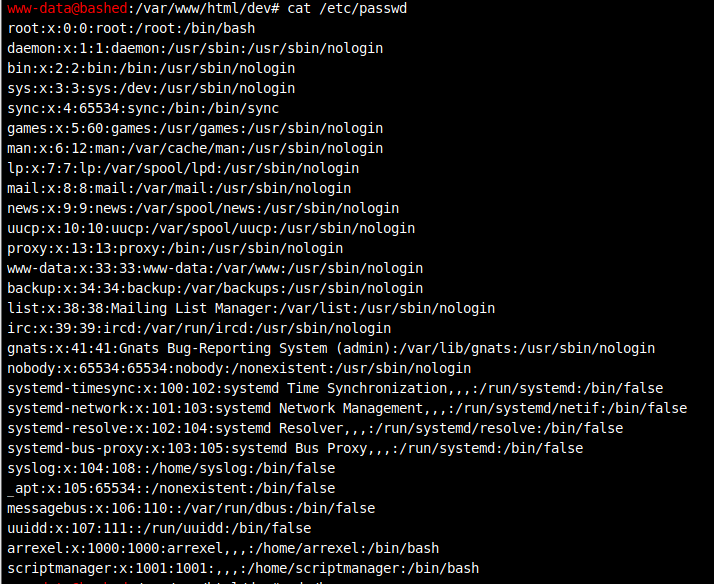 www-data@bashed:/var/www/html/dev# cat /etc/passwd
root:x:0:0:root:/root:/bin/bash
daemon:x:1:1:daemon:/usr/sbin:/usr/sbin/nologin
bin:x:2:2:bin:/bin:/usr/sbin/nologin
sys:x:3:3:sys:/dev:/usr/sbin/nologin
sync:x:4:65534:sync:/bin:/bin/sync
games:x:5:60:games:/usr/games:/usr/sbin/nologin
man:x:6:12:man:/var/cache/man:/usr/sbin/nologin
lp:x:7:7:lp:/var/spool/lpd:/usr/sbin/nologin
mail:x:8:8:mail:/var/mail:/usr/sbin/nologin
news:x:9:9:news:/var/spool/news:/usr/sbin/nologin
uucp:x:10:10:uucp:/var/spool/uucp:/usr/sbin/nologin
proxy:x:13:13:proxy:/bin:/usr/sbin/nologin
www-data:x:33:33:www-data:/var/www:/usr/sbin/nologin
backup:x:34:34:backup:/var/backups:/usr/sbin/nologin
list:x:38:38:Mailing List Manager:/var/list:/usr/sbin/nologin
irc:x:39:39:ircd:/var/run/ircd:/usr/sbin/nologin
gnats:x:41:41:Gnats Bug-Reporting System (admin):/var/lib/gnats:/usr/sbin/nologin
nobody:x:65534:65534:nobody:/nonexistent:/usr/sbin/nologin
systemd-timesync:x:100:102:systemd Time Synchronization,,,:/run/systemd:/bin/false
systemd-network:x:101:103:systemd Network Management,,,:/run/systemd/netif:/bin/false
systemd-resolve:x:102:104:systemd Resolver,,,:/run/systemd/resolve:/bin/false
systemd-bus-proxy:x:103:105:systemd Bus Proxy,,,:/run/systemd:/bin/false
syslog:x:104:108::/home/syslog:/bin/false
_apt:x:105:65534::/nonexistent:/bin/false
messagebus:x:106:110::/var/run/dbus:/bin/false
uuidd:x:107:111::/run/uuidd:/bin/false
arrexel:x:1000:1000:arrexel,,,:/home/arrexel:/bin/bash
scriptmanager:x:1001:1001:,,,:/home/scriptmanager:/bin/bash